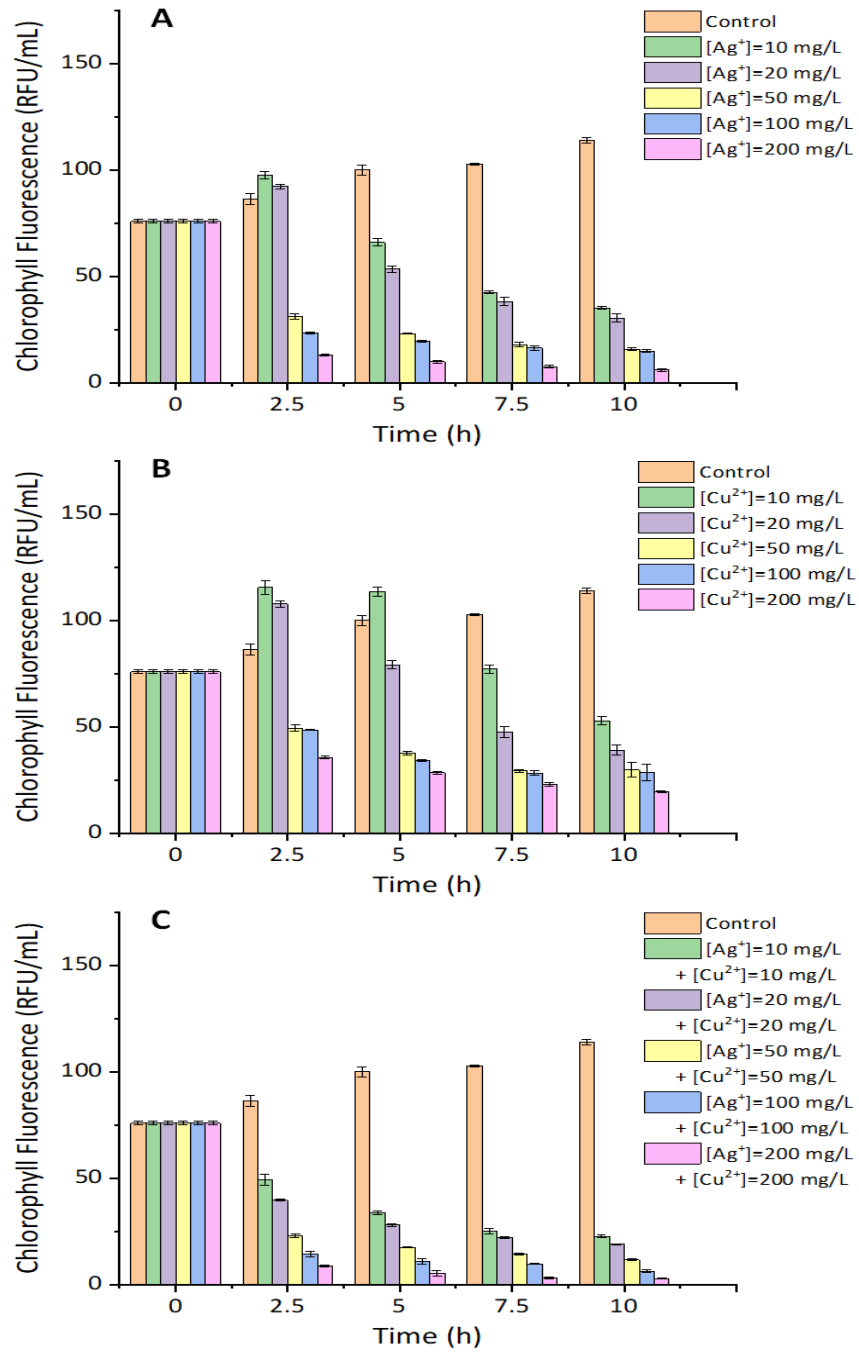 A
Control
[Ag⁺]=10 mg/L
[Ag⁺]=20 mg/L
[Ag⁺]=50 mg/L
[Ag⁺]=100 mg/L
[Ag⁺]=200 mg/L
Chlorophyll Fluorescence (RFU/mL)
150
100
50
0
0 2.5 5 7.5 10
Time (h)
B
Control
[Cu²⁺]=10 mg/L
[Cu²⁺]=20 mg/L
[Cu²⁺]=50 mg/L
[Cu²⁺]=100 mg/L
[Cu²⁺]=200 mg/L
Chlorophyll Fluorescence (RFU/mL)
150
100
50
0
0 2.5 5 7.5 10
Time (h)
C
Control
[Ag⁺]=10 mg/L
+ [Cu²⁺]=10 mg/L
[Ag⁺]=20 mg/L
+ [Cu²⁺]=20 mg/L
[Ag⁺]=50 mg/L
+ [Cu²⁺]=50 mg/L
[Ag⁺]=100 mg/L
+ [Cu²⁺]=100 mg/L
[Ag⁺]=200 mg/L
+ [Cu²⁺]=200 mg/L
Chlorophyll Fluorescence (RFU/mL)
150
100
50
0
0 2.5 5 7.5 10
Time (h)